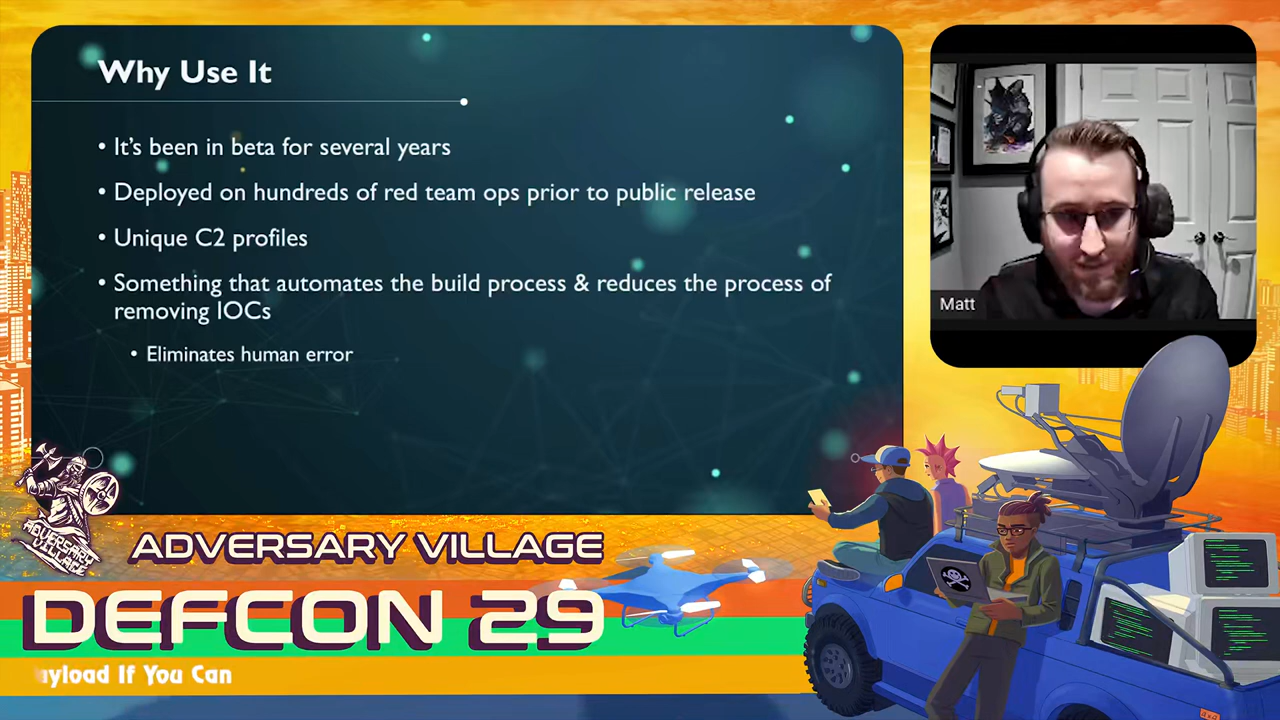 Why Use It
• It's been in beta for several years
• Deployed on hundreds of red team ops prior to public release
• Unique C2 profiles
• Something that automates the build process & reduces the process of
removing IOCs
• Eliminates human error
Matt
ADVERSARY VILLAGE
ADVERSARY VILLAGE
DEFCON 29
yload If You Can